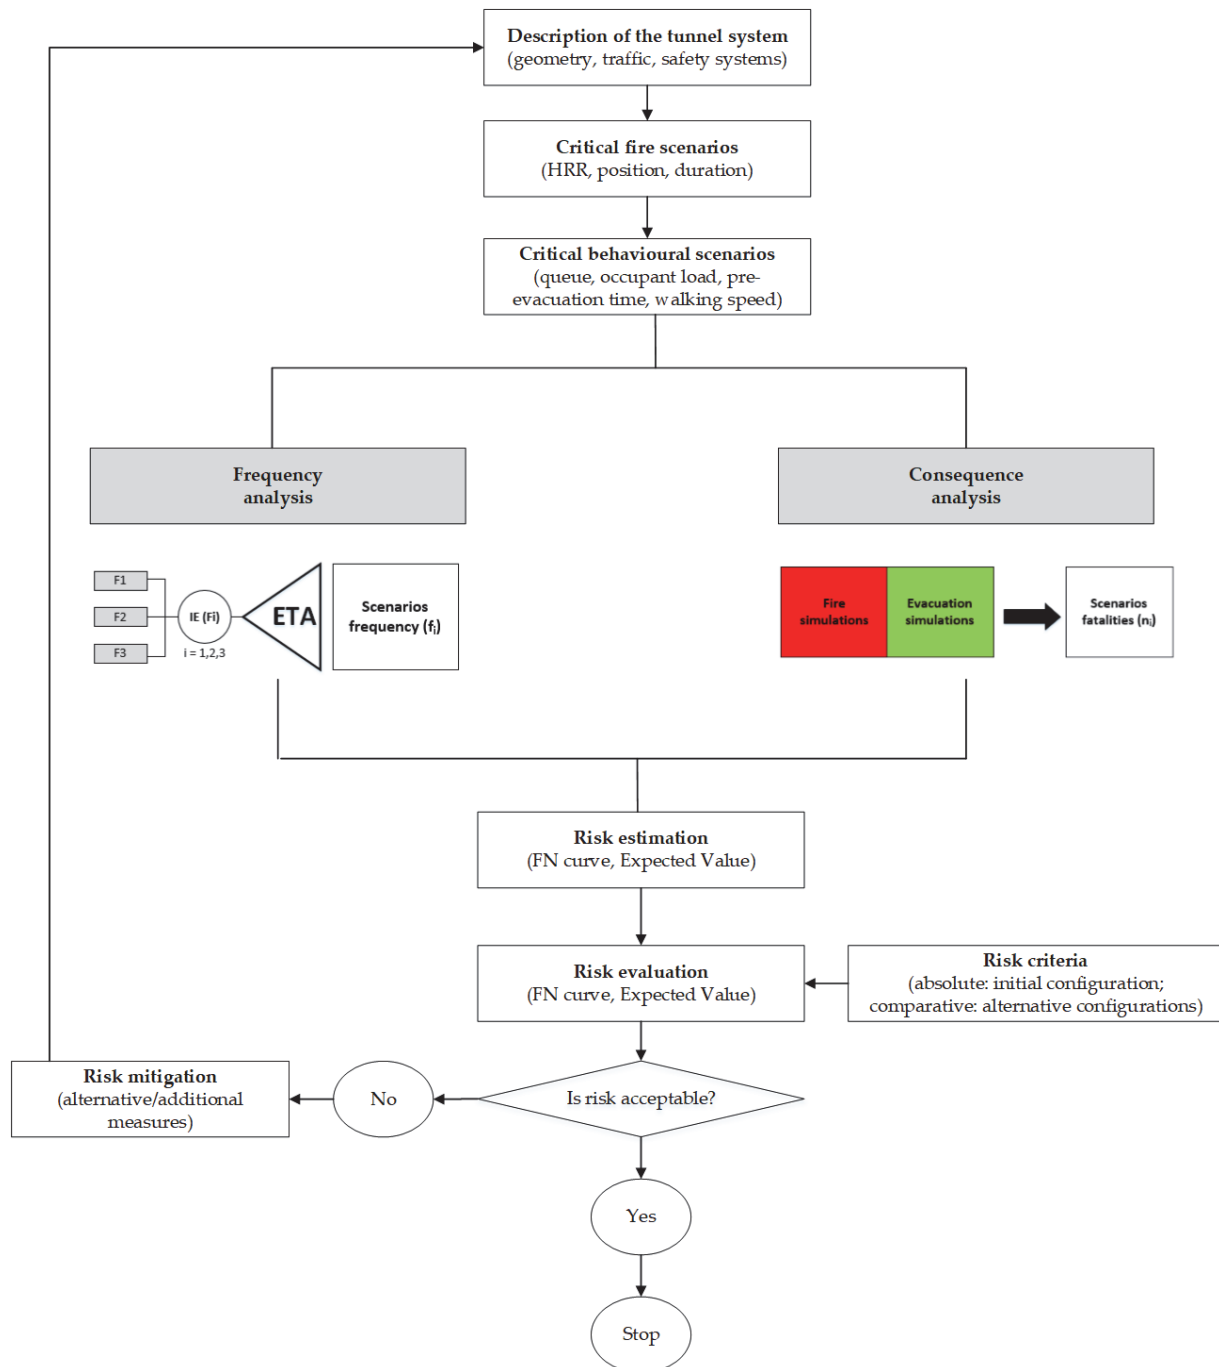 Description of the tunnel system
(geometry, traffic, safety systems)
Critical fire scenarios
(HRR, position, duration)
Critical behavioural scenarios
(queue, occupant load, pre-
evacuation time, walking speed)
Frequency
analysis
Consequence
analysis
F1
F2
F3
IE (Fi)
i = 1,2,3
ETA
Scenarios
frequency (fj)
Fire
simulations
Evacuation
simulations
Scenarios
fatalities (nj)
Risk estimation
(FN curve, Expected Value)
Risk evaluation
(FN curve, Expected Value)
Risk criteria
(absolute: initial configuration;
comparative: alternative configurations)
Risk mitigation
(alternative/additional
measures)
No
Is risk acceptable?
Yes
Stop